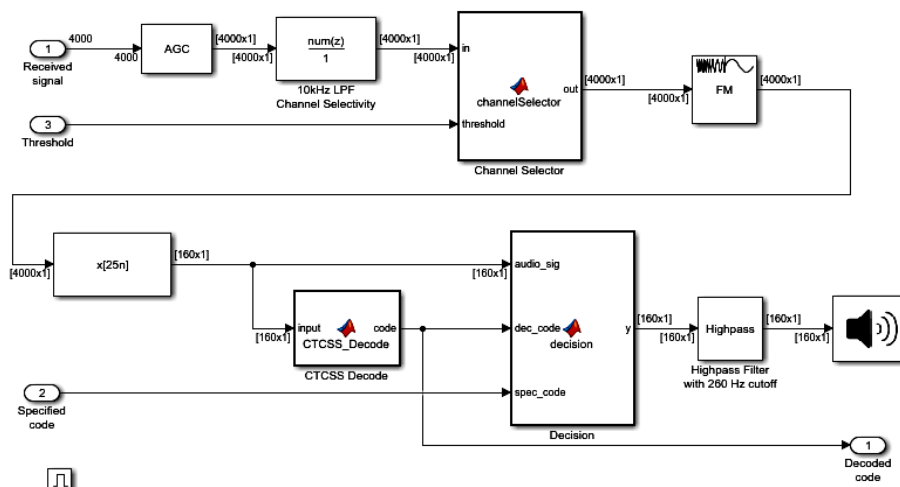 1
Received
signal
4000
4000
AGC
[4000x1]
[4000x1]
num(z)
1
10kHz LPF
Channel Selectivity
[4000x1]
[4000x1]
in
channelSelector
out
threshold
Channel Selector
[4000x1]
[4000x1]
FM
[4000x1]
3
Threshold
[4000x1]
x[25n]
[160x1]
[160x1]
audio_sig
[160x1]
input
CTCSS_Decode
code
CTCSS Decode
dec_code
decision
y
spec_code
Decision
[160x1]
[160x1]
Highpass
Highpass Filter
with 260 Hz cutoff
[160x1]
[160x1]
2
Specified
code
1
Decoded
code